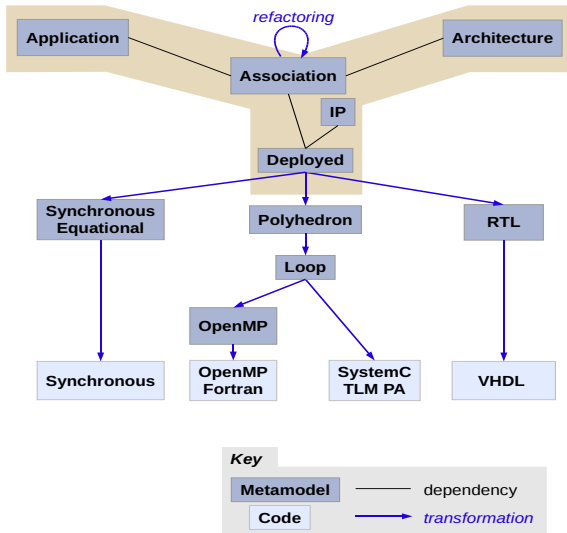 refactoring
Application
Architecture
Association
IP
Deployed
Synchronous
Equational
Polyhedron
RTL
Loop
OpenMP
Synchronous
OpenMP
Fortran
SystemC
TLM PA
VHDL
Key
Metamodel
dependency
Code
transformation